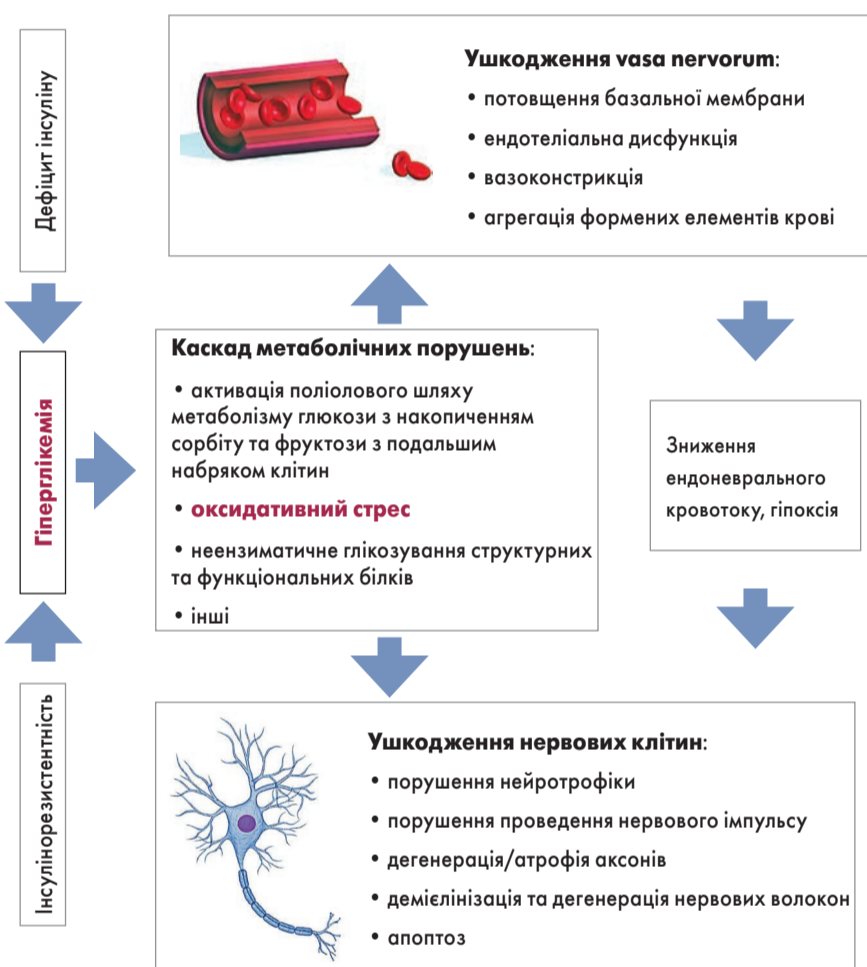 Дефіцит інсуліну
Ушкодження vasa nervorum:
• потовщення базальної мембрани
• ендотеліальна дисфункція
• вазоконстрикція
• агрегація формених елементів крові
Гіперглікемія
Каскад метаболічних порушень:
• активація поліолового шляху
метаболізму глюкози з накопиченням
сорбіту та фруктози з подальшим
набряком клітин
• оксидативний стрес
• неензиматичне глікозування структурних
та функціональних білків
• інші
Зниження
ендоневрального
кровотоку, гіпоксія
Інсулінорезистентність
Ушкодження нервових клітин:
• порушення нейротрофіки
• порушення проведення нервового імпульсу
• дегенерація/атрофія аксонів
• демієлінізація та дегенерація нервових волокон
• апоптоз